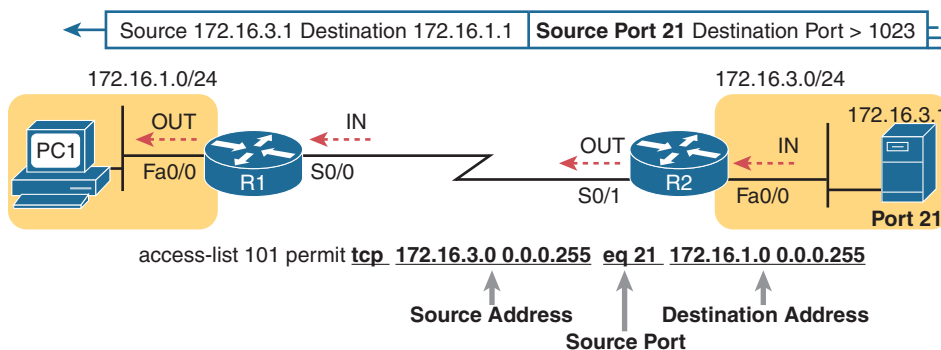 Source 172.16.3.1 Destination 172.16.1.1 Source Port 21 Destination Port > 1023
172.16.1.0/24
172.16.3.0/24
172.16.3.1
OUT
IN
OUT
IN
PC1
R1
R2
Fa0/0
S0/0
S0/1
Fa0/0
Port 21
access-list 101 permit tcp 172.16.3.0 0.0.0.255 eq 21 172.16.1.0 0.0.0.255
Source Address
Destination Address
Source Port